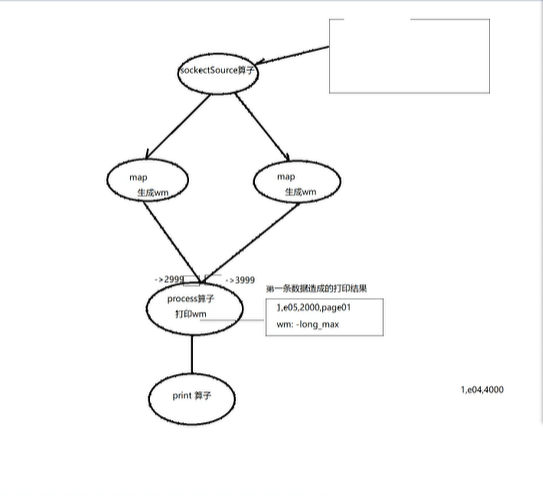 sockectSource算子
map
生成wm
map
生成wm
->2999
->3999
process算子
打印wm
第一条数据造成的打印结果
1,e05,2000,page01
wm: -long_max
print 算子
1,e04,4000